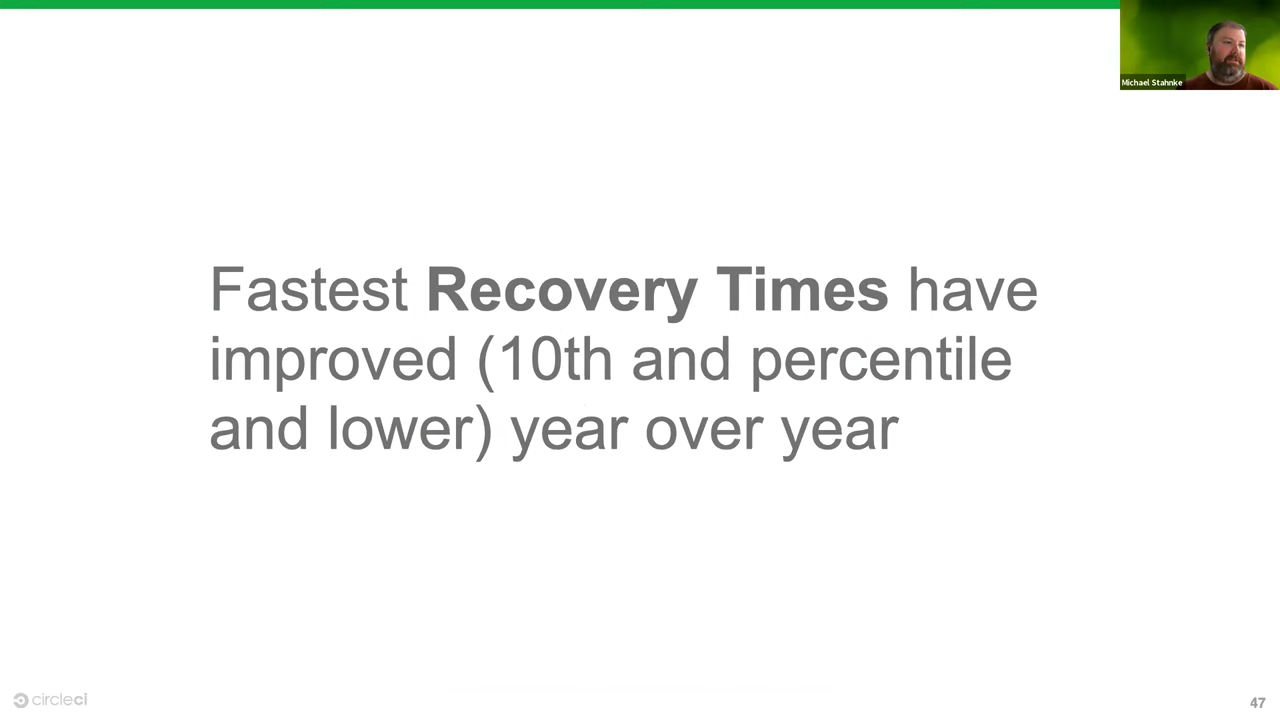 Michael Stahnke
Fastest Recovery Times have
improved (10th and percentile
and lower) year over year
circleci
47